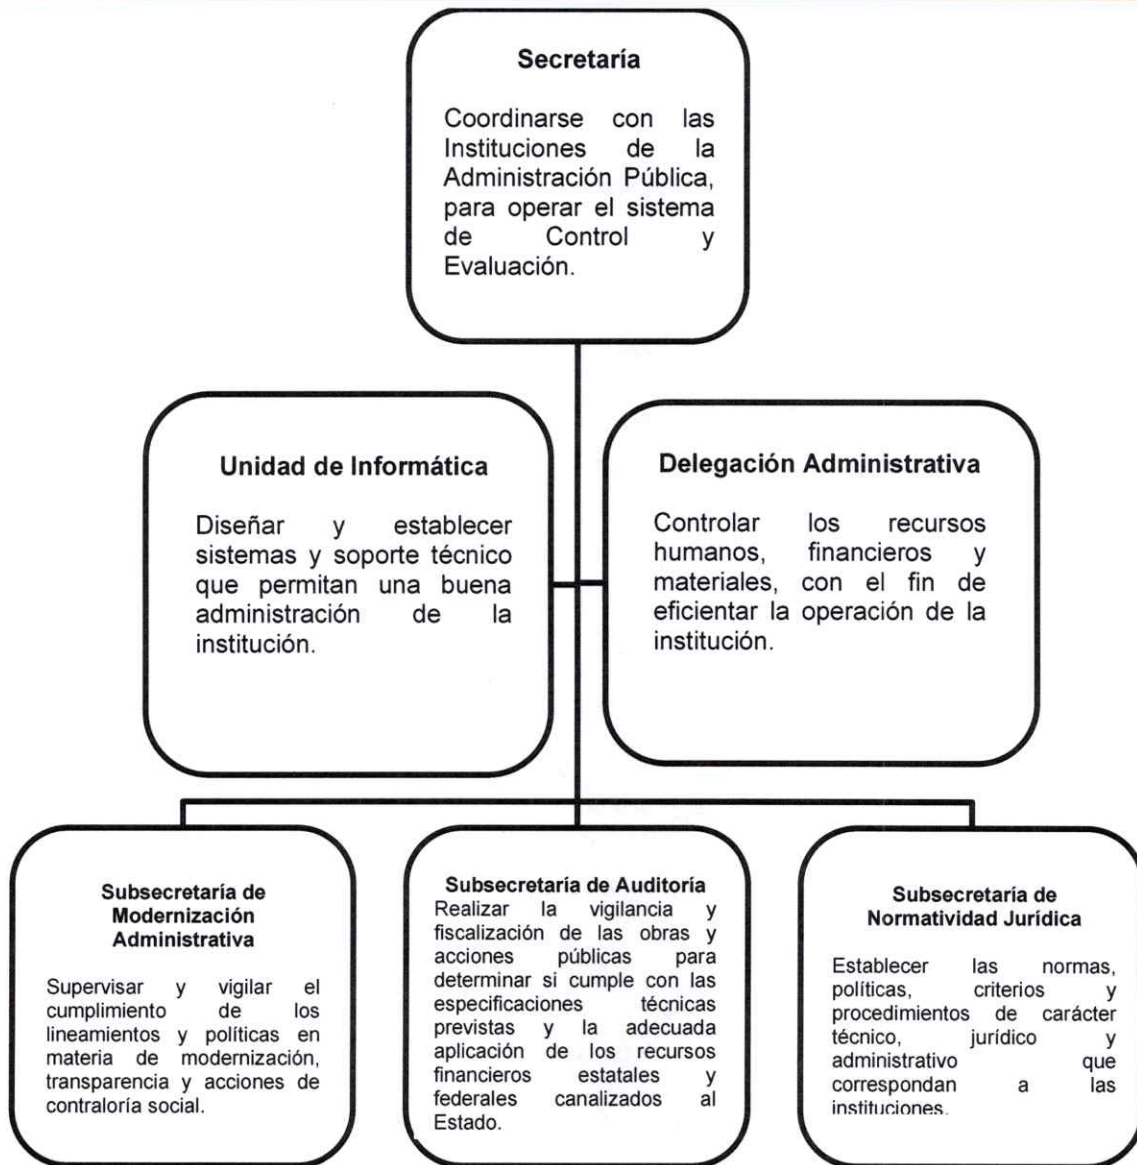 Secretaría
Coordinarse con las
Instituciones de la
Administración Pública,
para operar el sistema
de Control y
Evaluación.
Unidad de Informática
Diseñar y establecer
sistemas y soporte técnico
que permitan una buena
administración de la
institución.
Delegación Administrativa
Controlar los recursos
humanos, financieros y
materiales, con el fin de
eficientar la operación de la
institución.
Subsecretaría de
Modernización
Administrativa
Supervisar y vigilar el
cumplimiento de los
lineamientos y políticas en
materia de modernización,
transparencia y acciones de
contraloría social.
Subsecretaría de Auditoría
Realizar la vigilancia y
fiscalización de las obras y
acciones públicas para
determinar si cumple con las
especificaciones técnicas
previstas y la adecuada
aplicación de los recursos
financieros estatales y
federales canalizados al
Estado.
Subsecretaría de
Normatividad Jurídica
Establecer las normas,
políticas, criterios y
procedimientos de carácter
técnico, jurídico y
administrativo que
correspondan a las
instituciones.